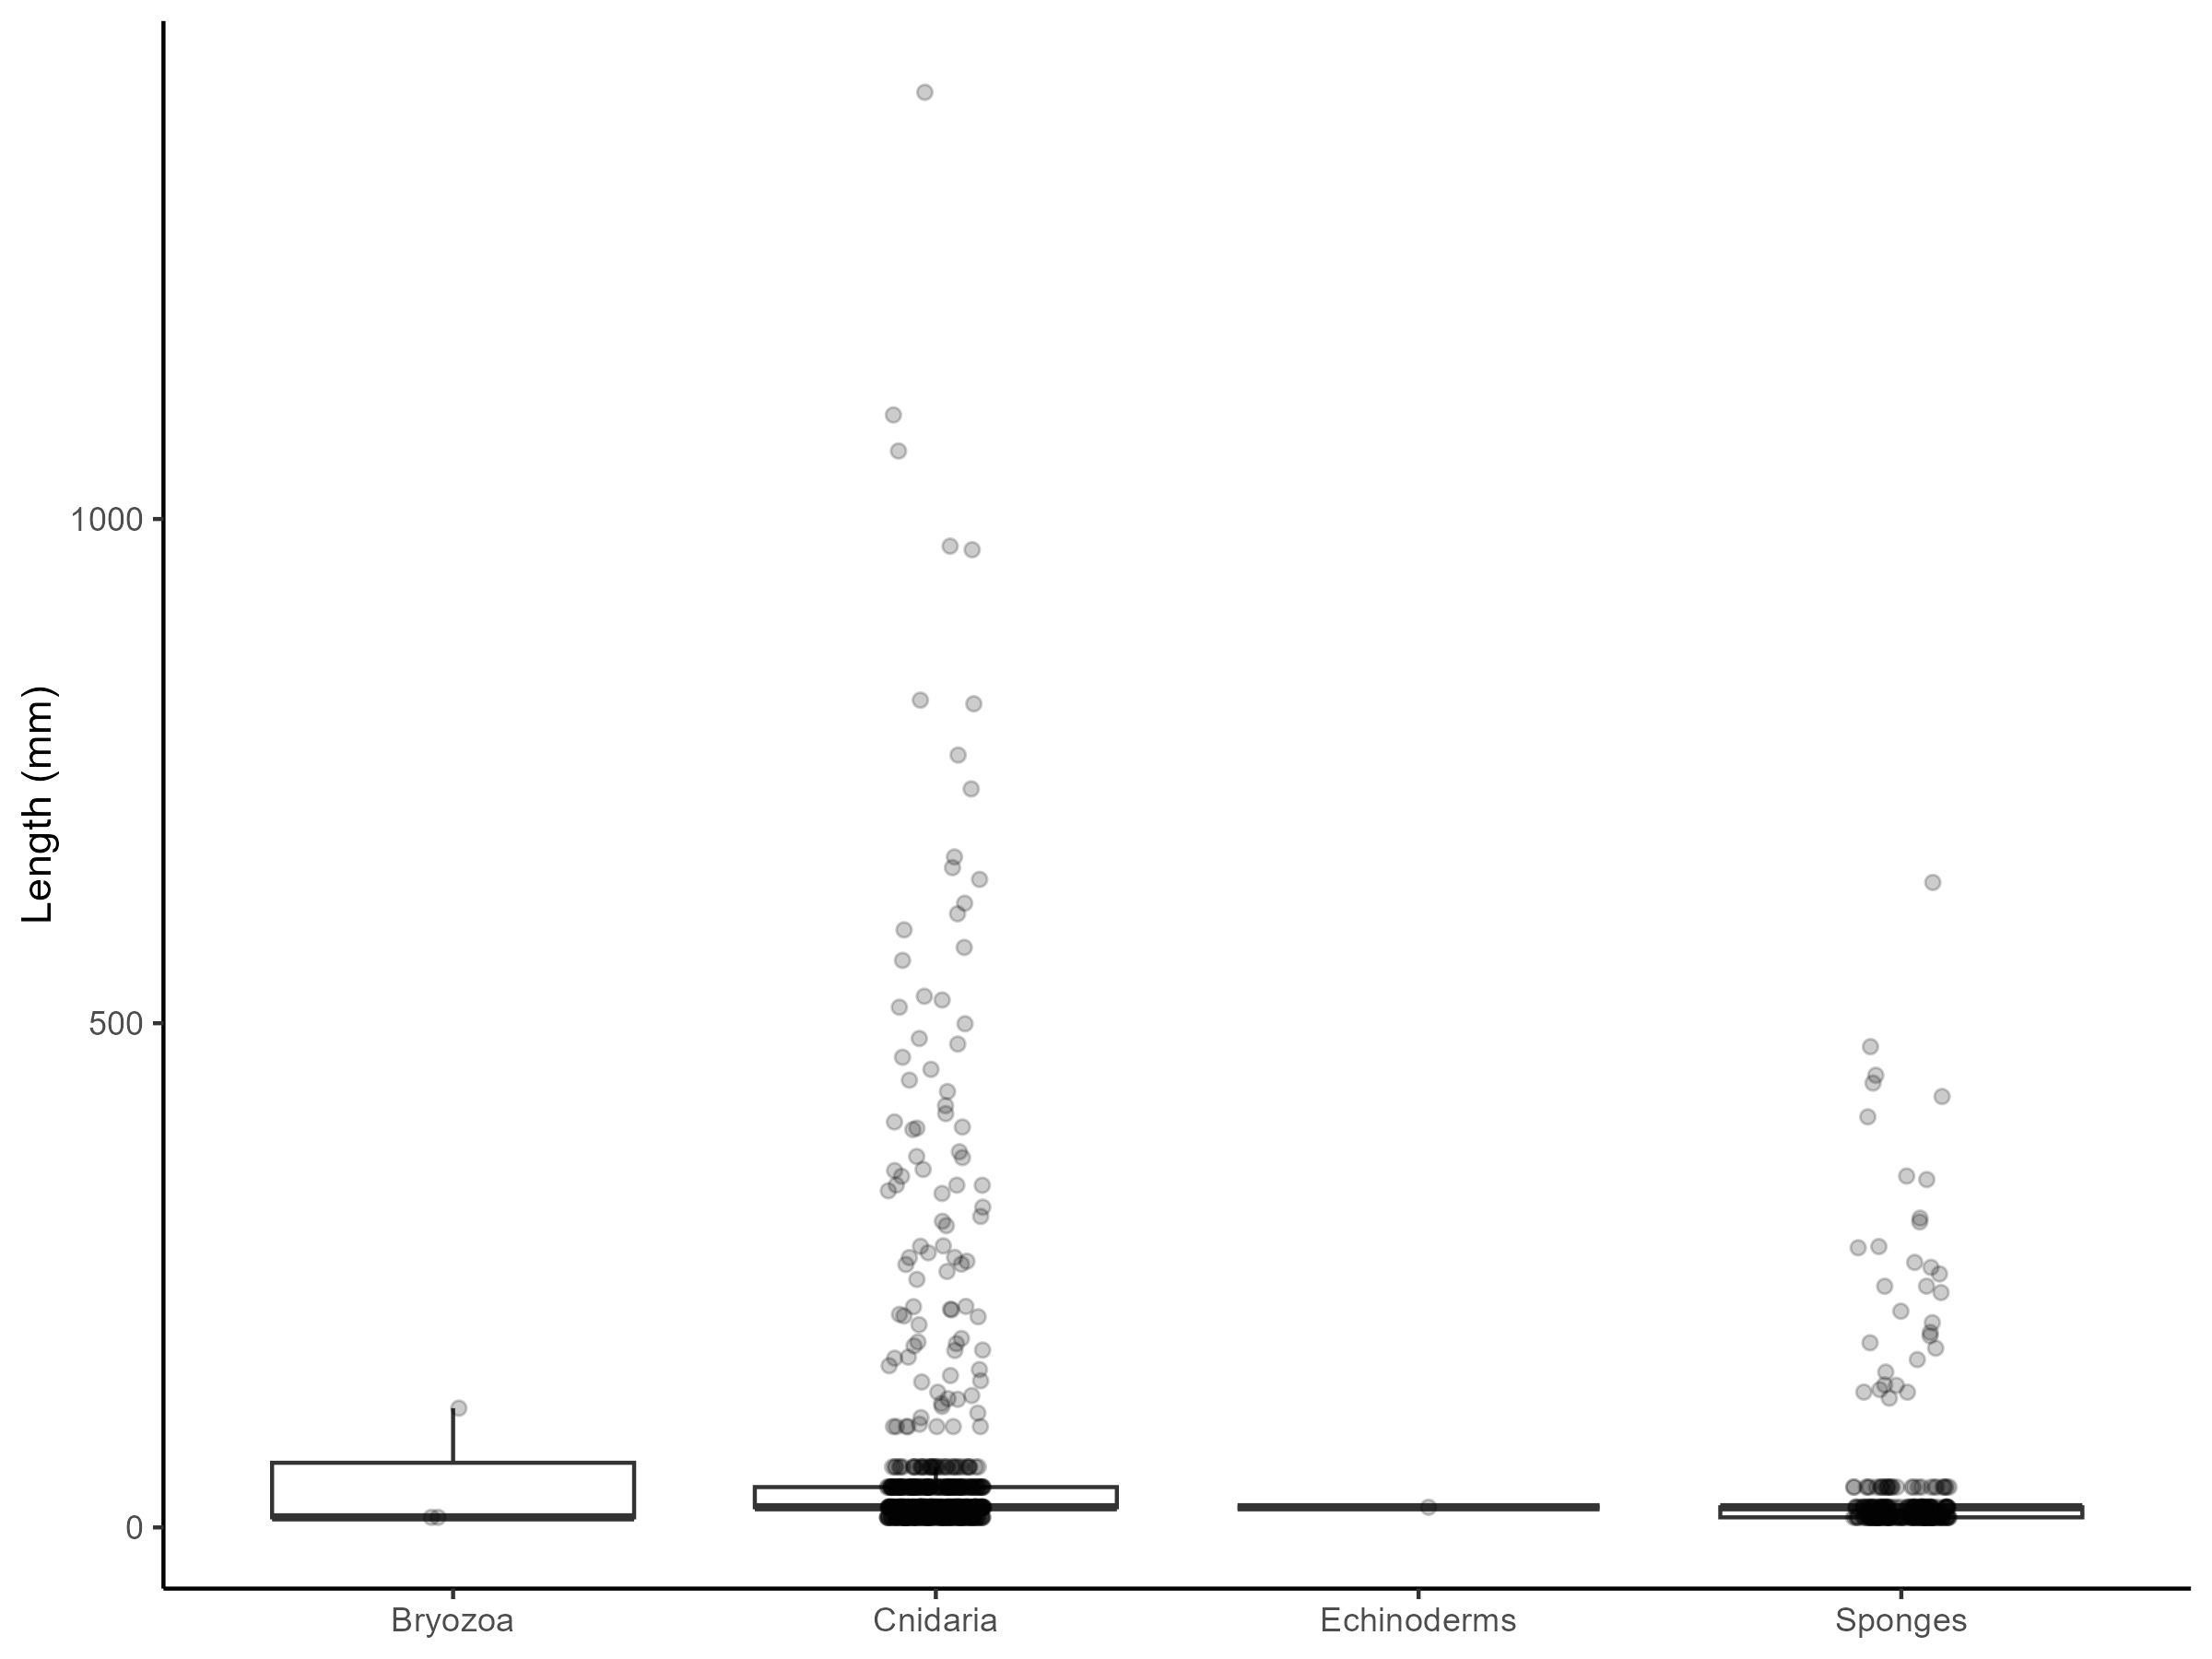 Length (mm)
1000
500
0
Bryozoa
Cnidaria
Echinoderms
Sponges